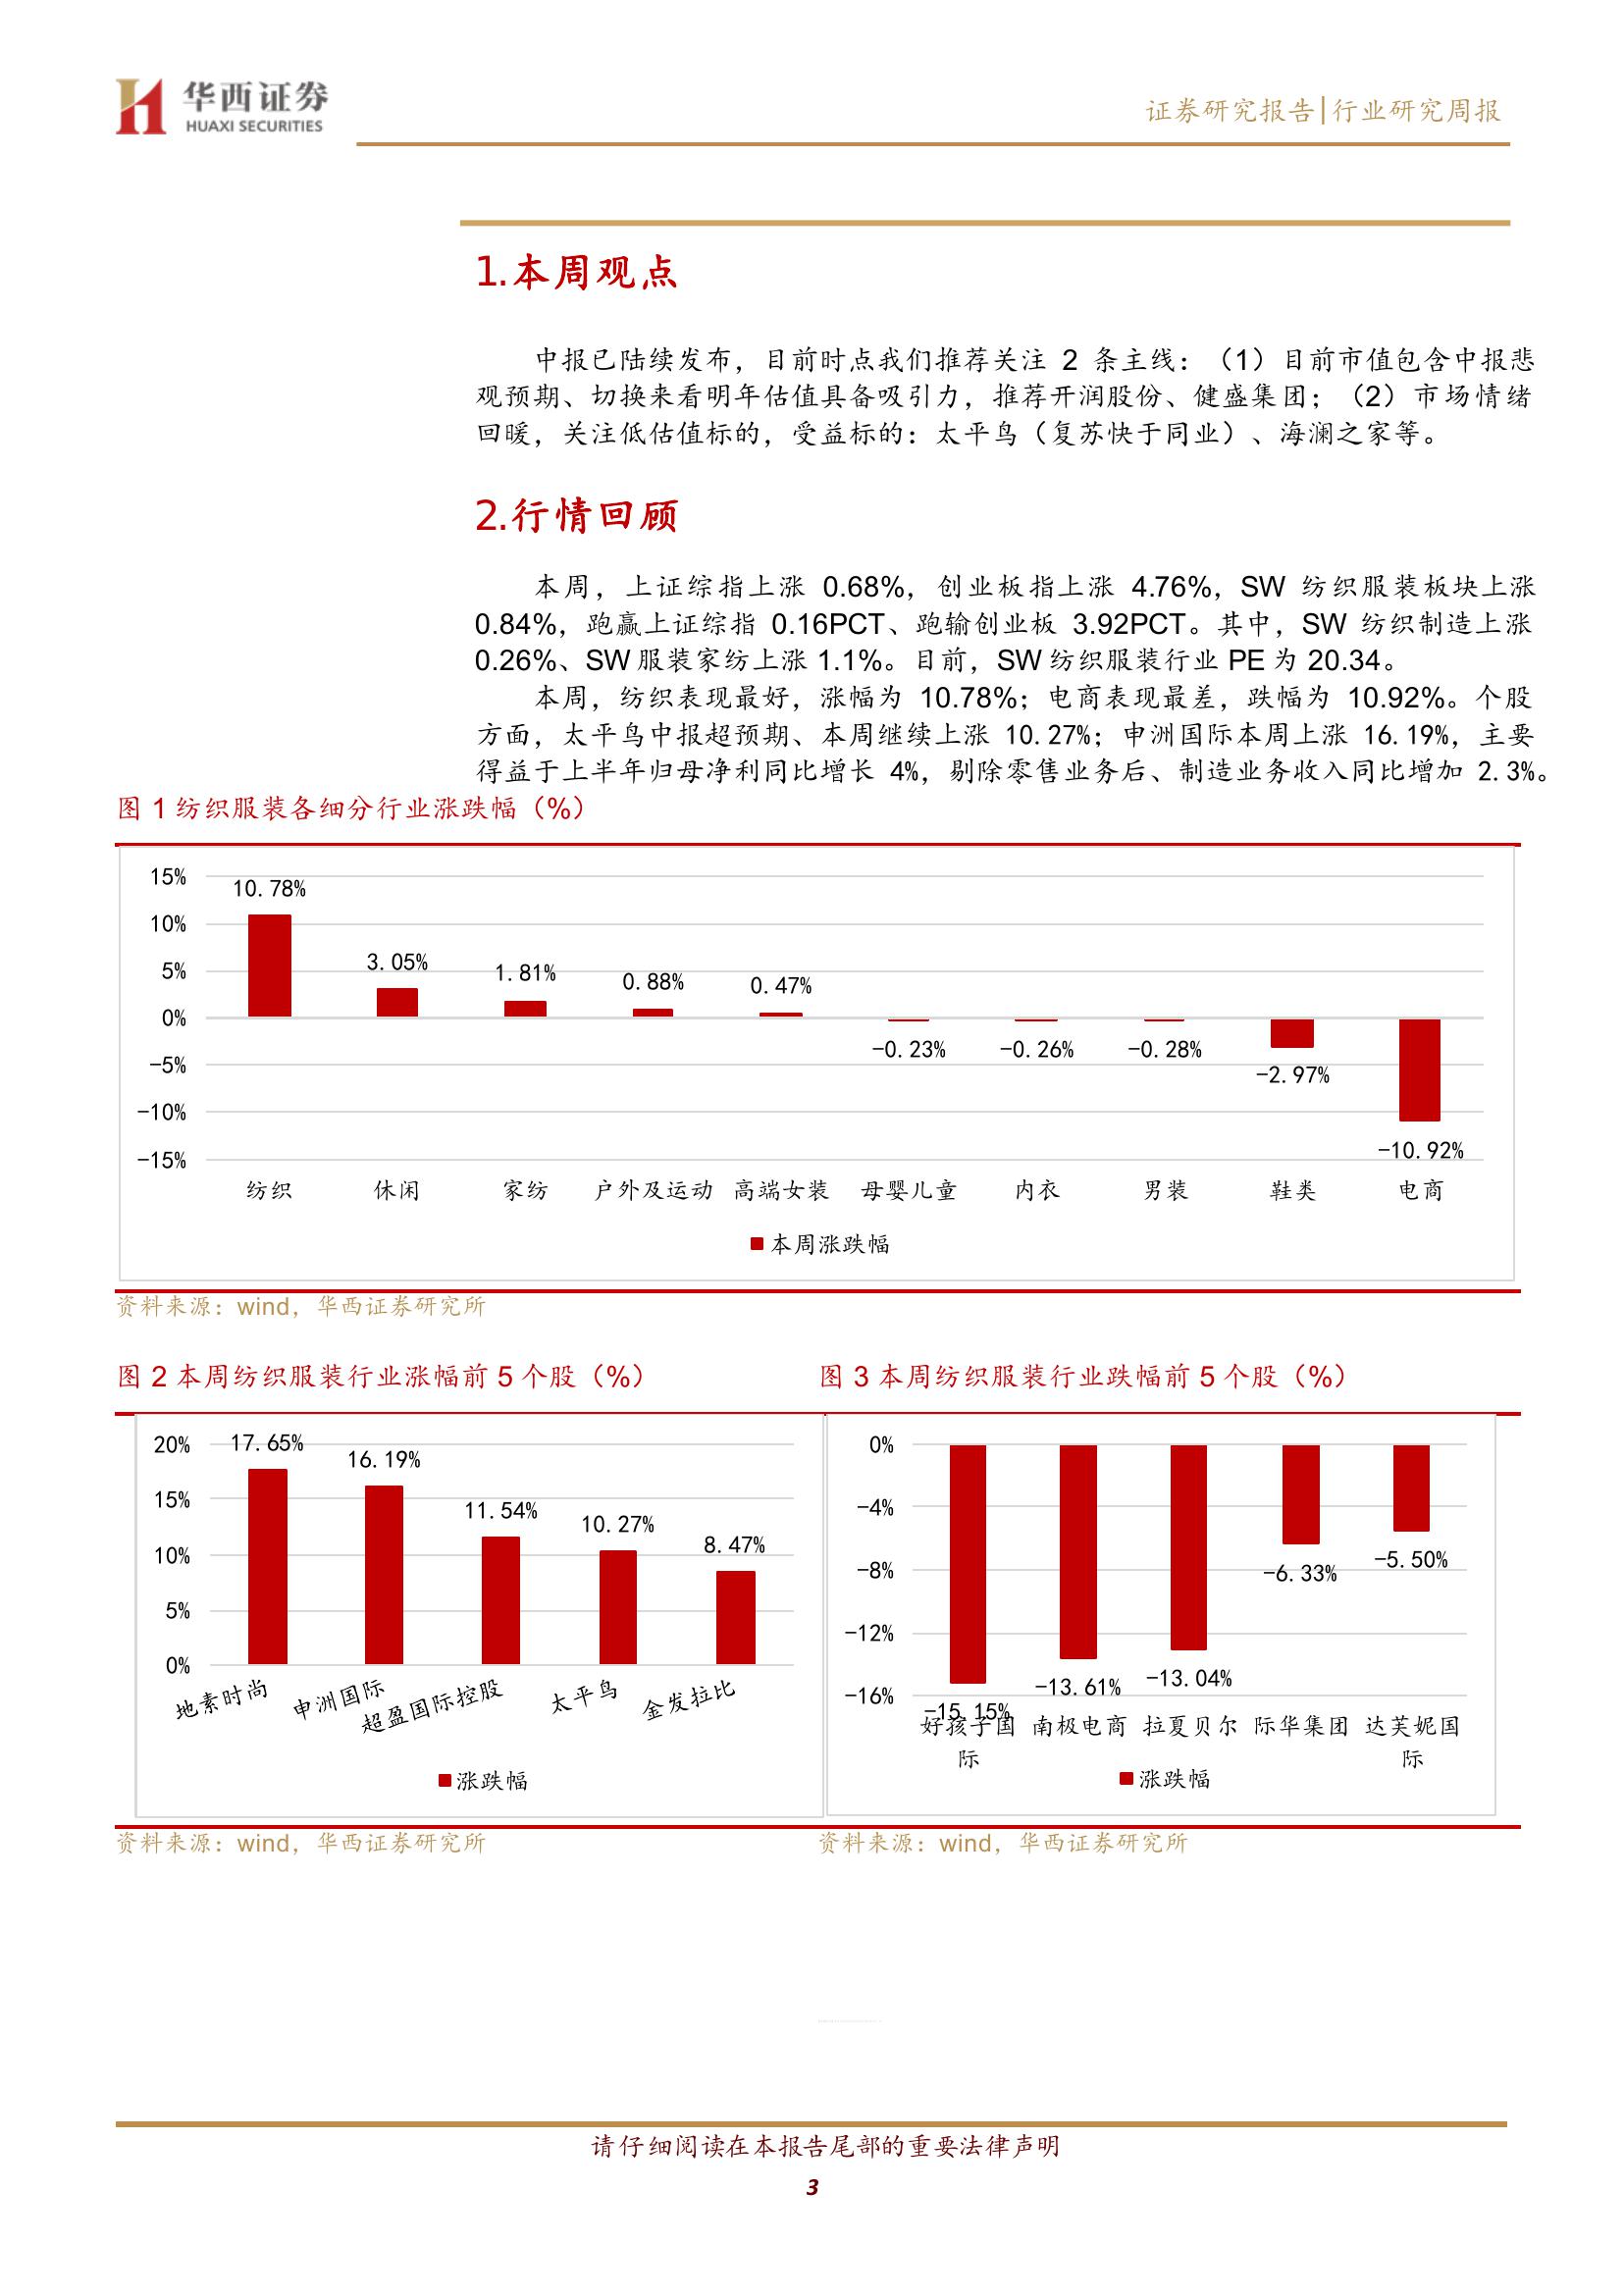 华西证券
HUAXI SECURITIES
证券研究报告|行业研究周报
1.本周观点
中报已陆续发布，目前时点我们推荐关注 2 条主线：（1）目前市值包含中报悲
观预期、切换来看明年估值具备吸引力，推荐开润股份、健盛集团；（2）市场情绪
回暖，关注低估值标的，受益标的：太平鸟（复苏快于同业）、海澜之家等。
2.行情回顾
本周，上证综指上涨 0.68%，创业板指上涨 4.76%，SW 纺织服装板块上涨
0.84%，跑赢上证综指 0.16PCT、跑输创业板 3.92PCT。其中，SW 纺织制造上涨
0.26%、SW 服装家纺上涨 1.1%。目前，SW 纺织服装行业 PE 为 20.34。
本周，纺织表现最好，涨幅为 10.78%；电商表现最差，跌幅为 10.92%。个股
方面，太平鸟中报超预期、本周继续上涨 10.27%；申洲国际本周上涨 16.19%，主要
得益于上半年归母净利同比增长 4%，剔除零售业务后、制造业务收入同比增加 2.3%。
图 1 纺织服装各细分行业涨跌幅（%）
15%
10%
5%
0%
-5%
-10%
-15%
10.78%
3.05%
1.81%
0.88%
0.47%
-0.23%
-0.26%
-0.28%
-2.97%
-10.92%
纺织 休闲 家纺 户外及运动 高端女装 母婴儿童 内衣 男装 鞋类 电商
本周涨跌幅
资料来源：wind，华西证券研究所
图 2 本周纺织服装行业涨幅前 5 个股（%）
20%
15%
10%
5%
0%
17.65%
16.19%
11.54%
10.27%
8.47%
地素时尚 申洲国际 超盈国际控股 太平鸟 金发拉比
涨跌幅
资料来源：wind，华西证券研究所
图 3 本周纺织服装行业跌幅前 5 个股（%）
0%
-4%
-8%
-12%
-16%
-15.15%
-13.61%
-13.04%
-6.33%
-5.50%
好孩子国际 南极电商 拉夏贝尔 际华集团 达芙妮国际
涨跌幅
资料来源：wind，华西证券研究所
请仔细阅读在本报告尾部的重要法律声明
3